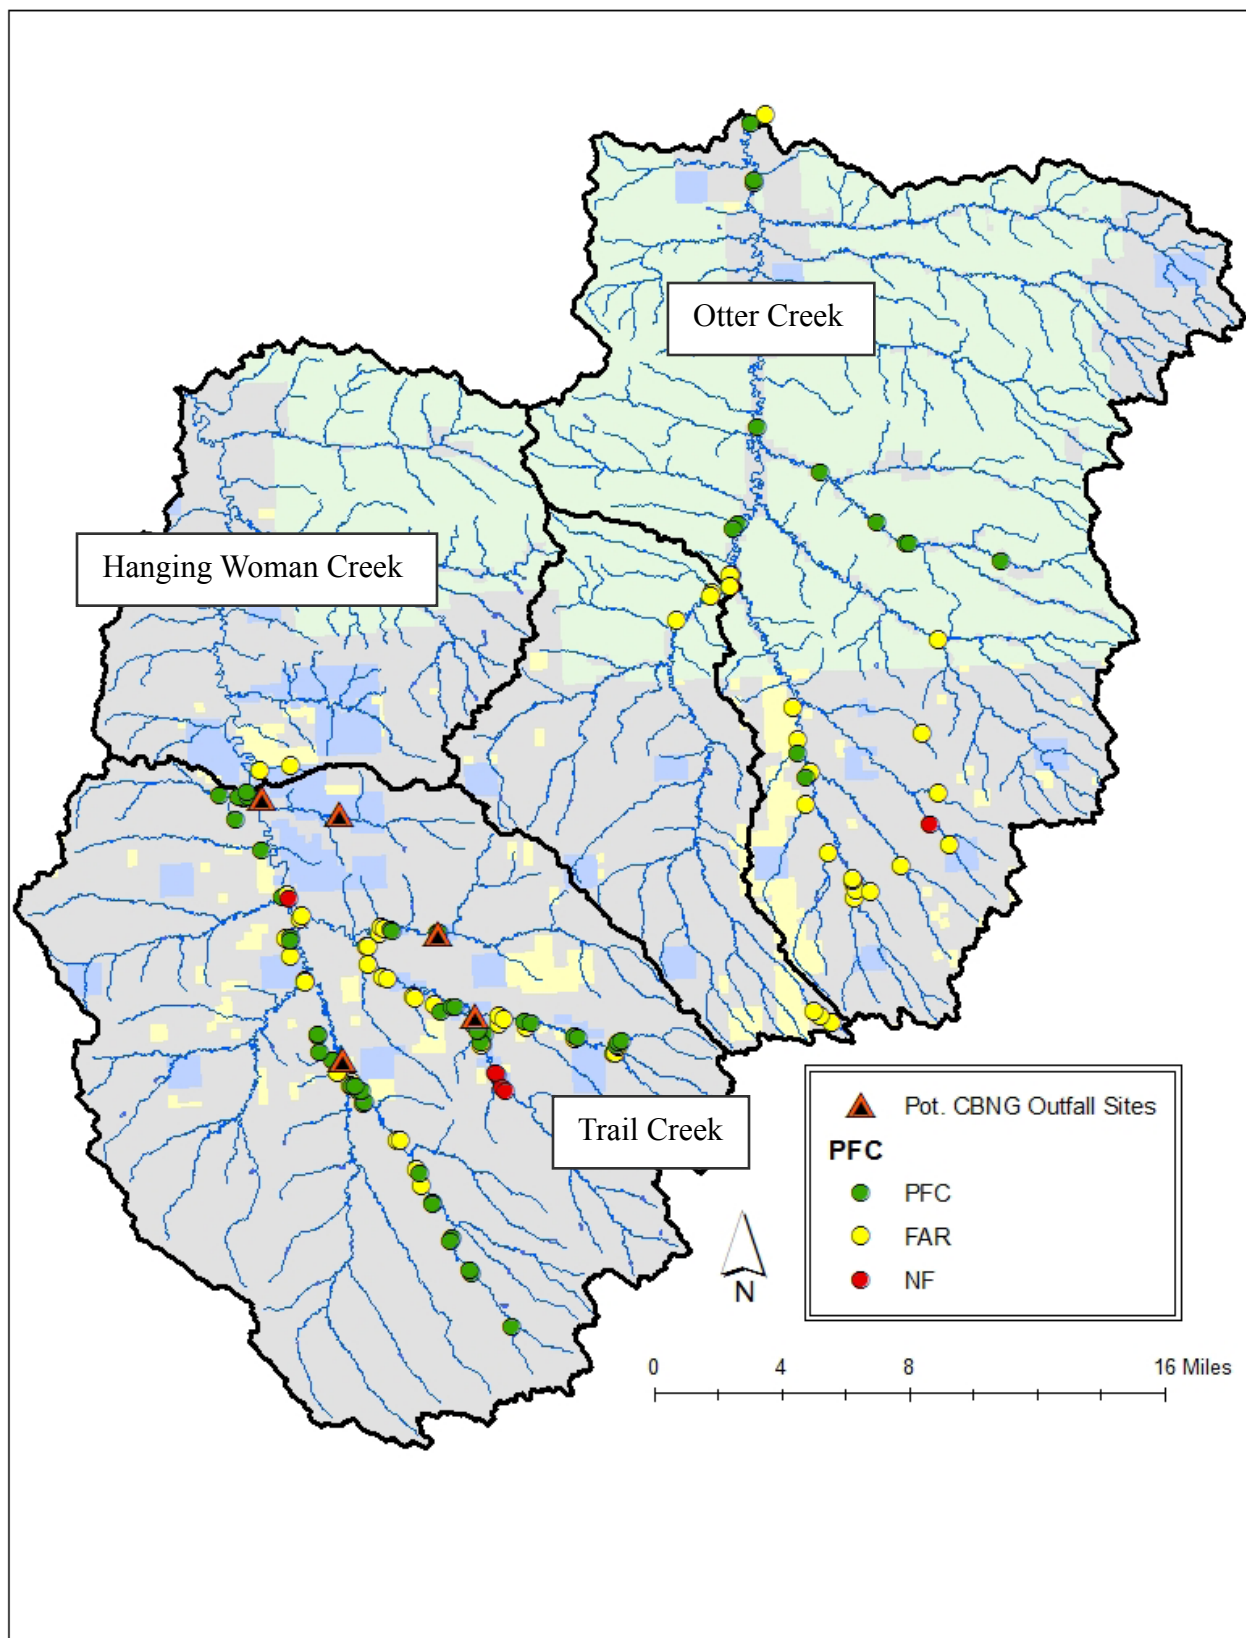 Otter Creek
Hanging Woman Creek
Trail Creek
Pot. CBNG Outfall Sites
PFC
PFC
FAR
NF
N
0 4 8 16 Miles